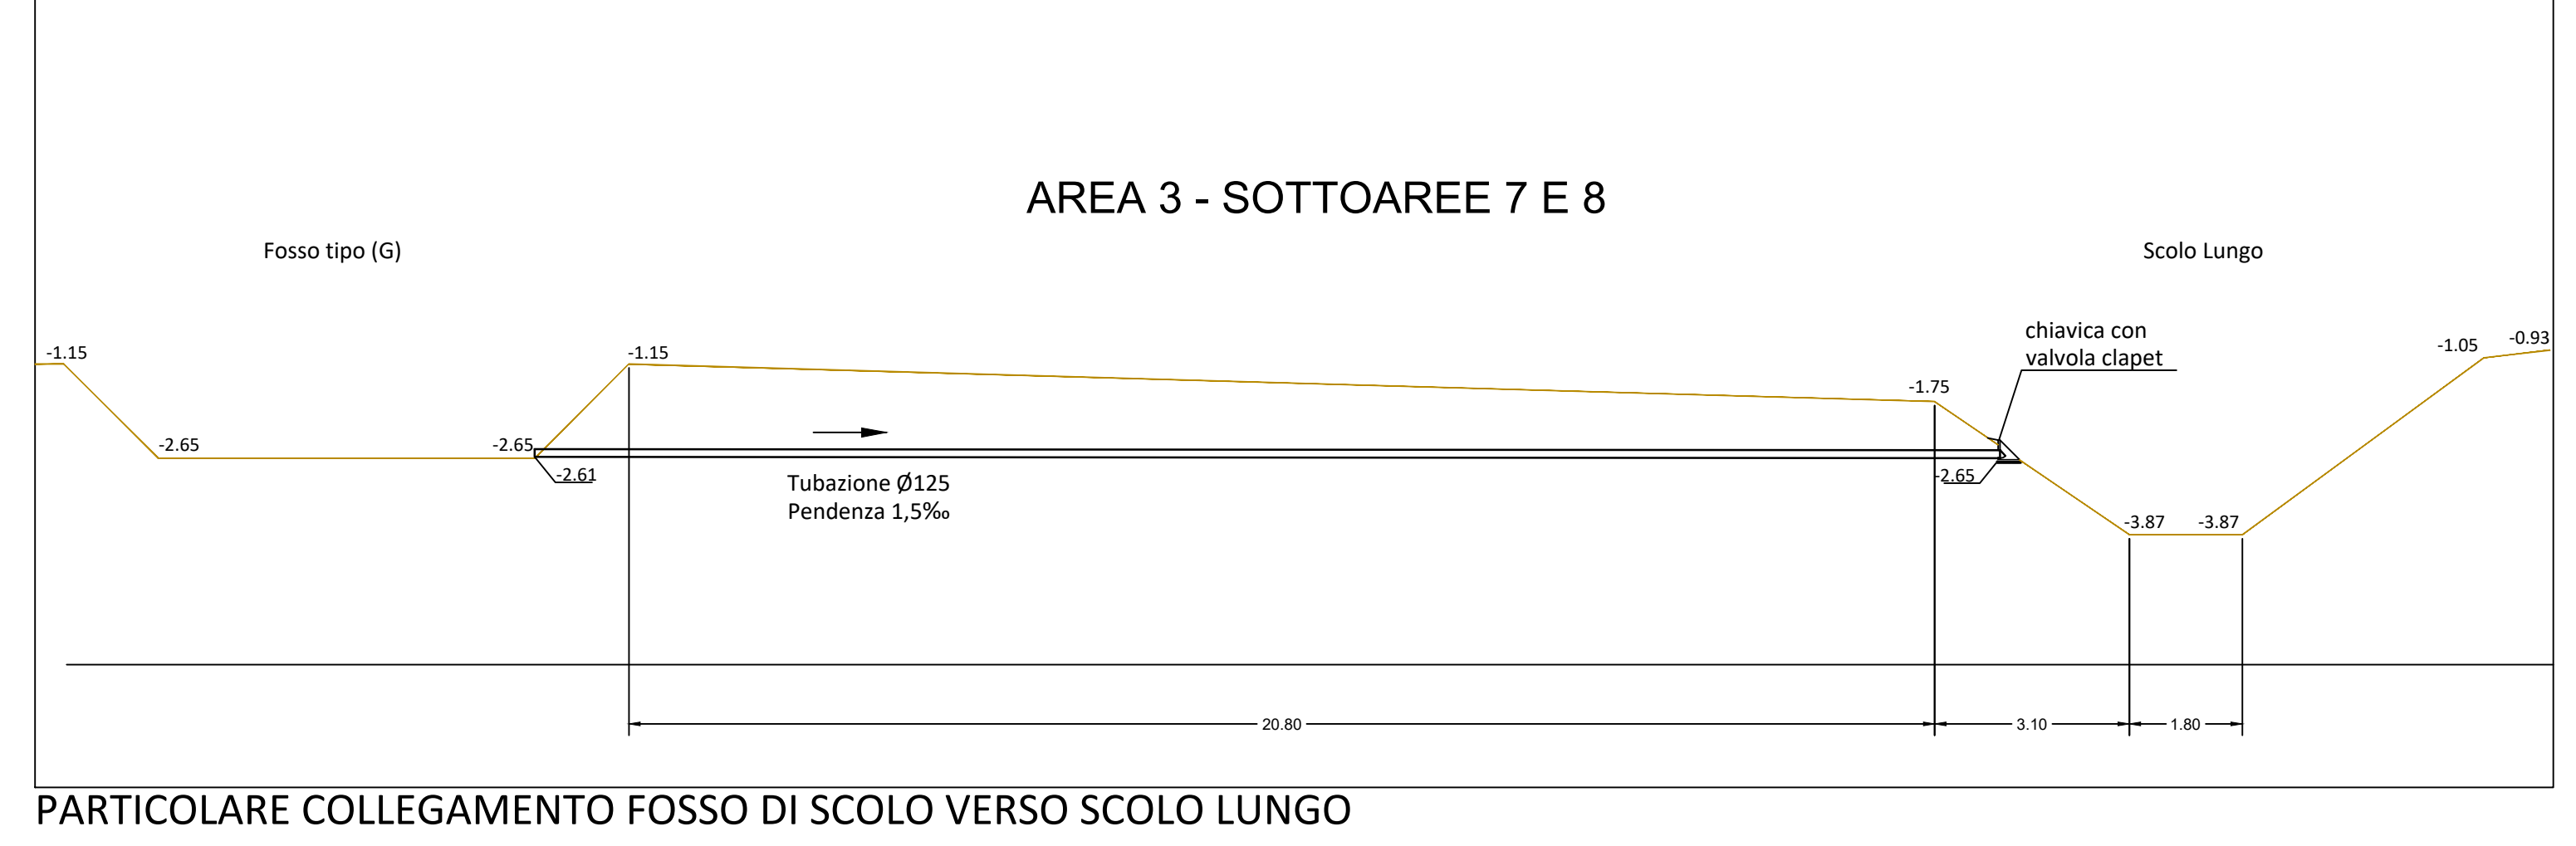 AREA 3 - SOTTOAREE 7 E 8
Fosso tipo (G)
Scolo Lungo
chiavica con
valvola clapet
-1.15
-1.15
-1.75
-1.05
-0.93
-2.65
-2.65
-2.61
-2.65
Tubazione Ø125
Pendenza 1,5‰
-3.87
-3.87
20.80
3.10
1.80
PARTICOLARE COLLEGAMENTO FOSSO DI SCOLO VERSO SCOLO LUNGO